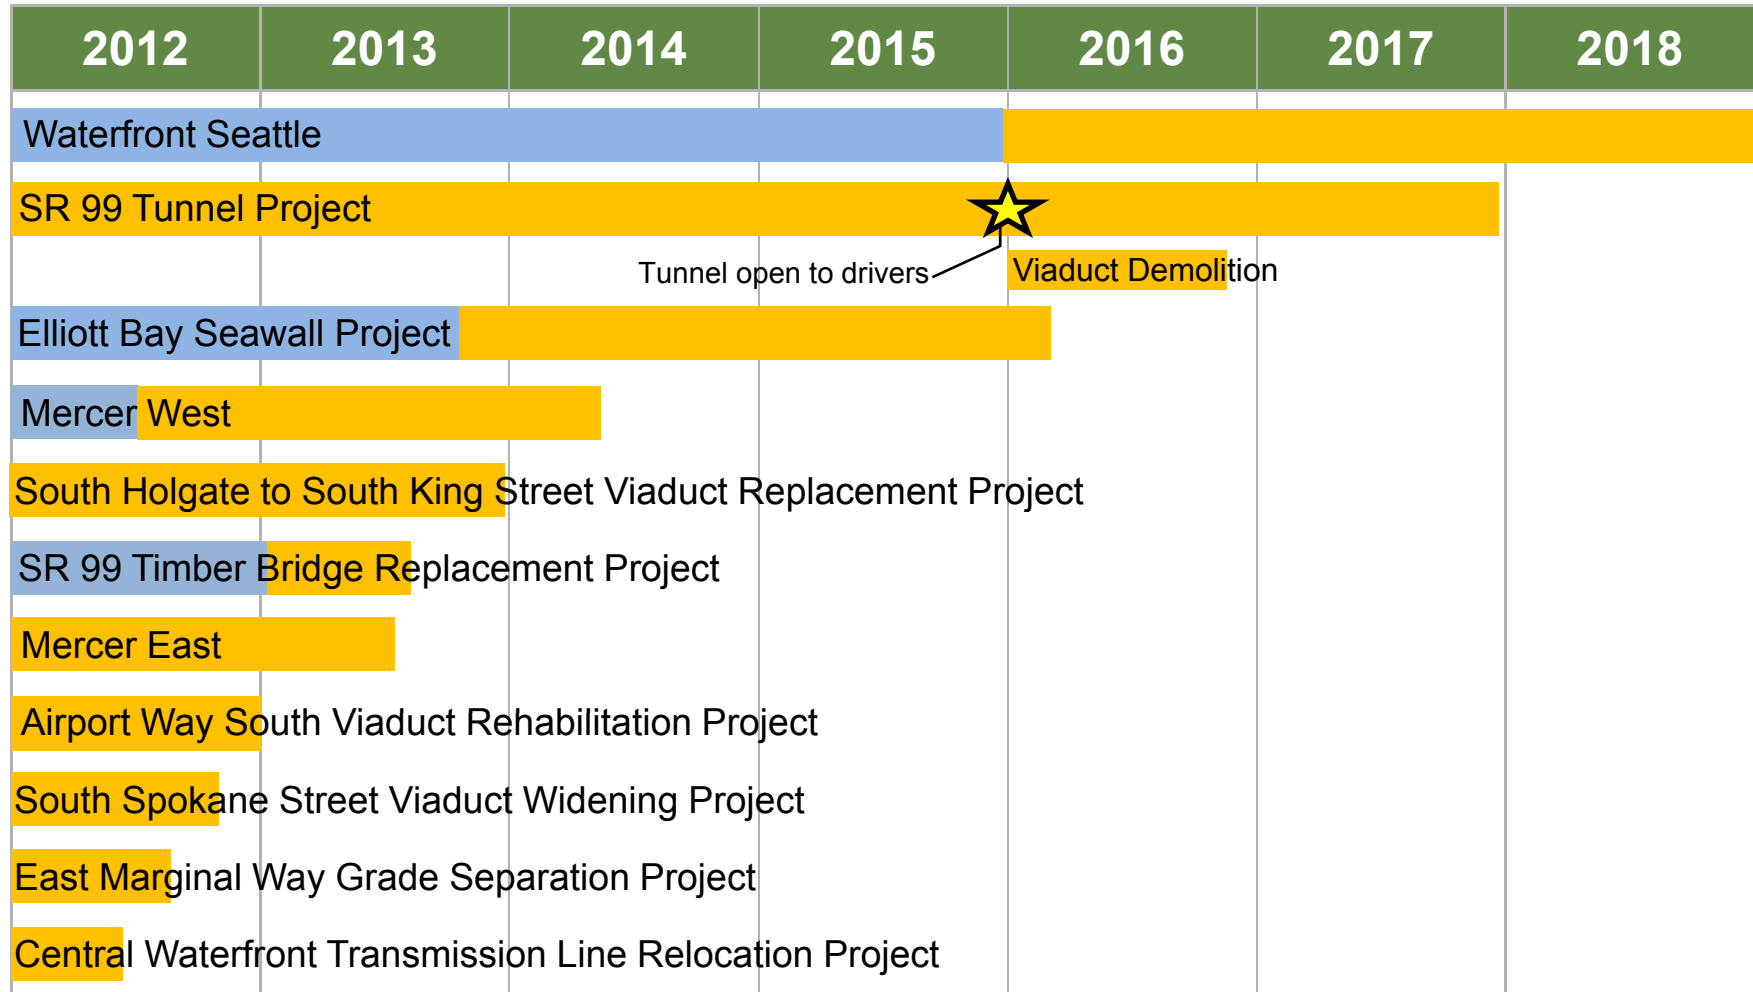 2012 2013 2014 2015 2016 2017 2018
Waterfront Seattle
SR 99 Tunnel Project
Tunnel open to drivers Viaduct Demolition
Elliott Bay Seawall Project
Mercer West
South Holgate to South King Street Viaduct Replacement Project
SR 99 Timber Bridge Replacement Project
Mercer East
Airport Way South Viaduct Rehabilitation Project
South Spokane Street Viaduct Widening Project
East Marginal Way Grade Separation Project
Central Waterfront Transmission Line Relocation Project